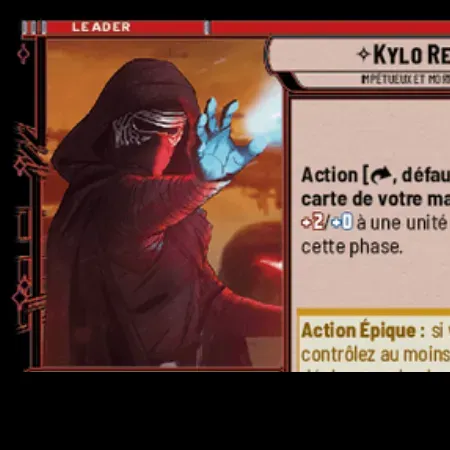 LEADER
KYLO RE
IMPÉTUEUX ET MOR
Action [, défau
carte de votre ma
+2/+0 à une unité
cette phase.
Action Épique : si
contrôlez au moins